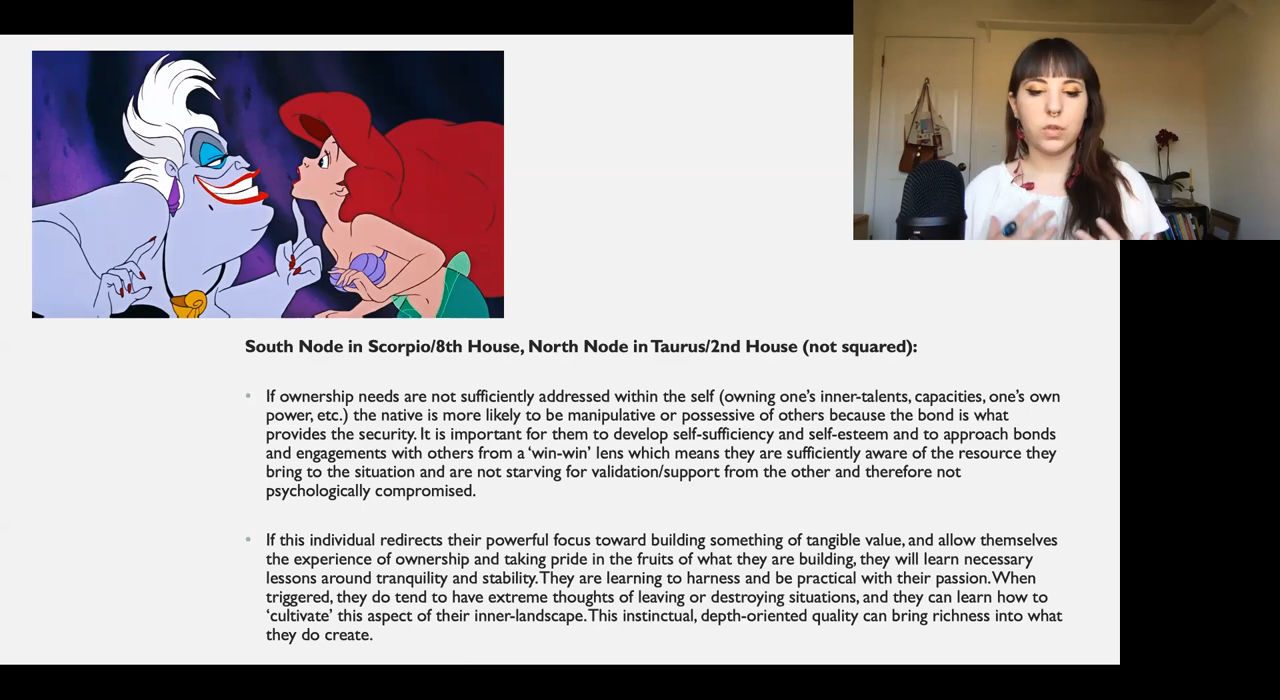 South Node in Scorpio/8th House, North Node in Taurus/2nd House (not squared):
• If ownership needs are not sufficiently addressed within the self (owning one’s inner-talents, capacities, one’s own
power, etc.) the native is more likely to be manipulative or possessive of others because the bond is what
provides the security. It is important for them to develop self-sufficiency and self-esteem and to approach bonds
and engagements with others from a ‘win-win’ lens which means they are sufficiently aware of the resource they
bring to the situation and are not starving for validation/support from the other and therefore not
psychologically compromised.
• If this individual redirects their powerful focus toward building something of tangible value, and allow themselves
the experience of ownership and taking pride in the fruits of what they are building, they will learn necessary
lessons around tranquility and stability. They are learning to harness and be practical with their passion. When
triggered, they do tend to have extreme thoughts of leaving or destroying situations, and they can learn how to
‘cultivate’ this aspect of their inner-landscape. This instinctual, depth-oriented quality can bring richness into what
they do create.